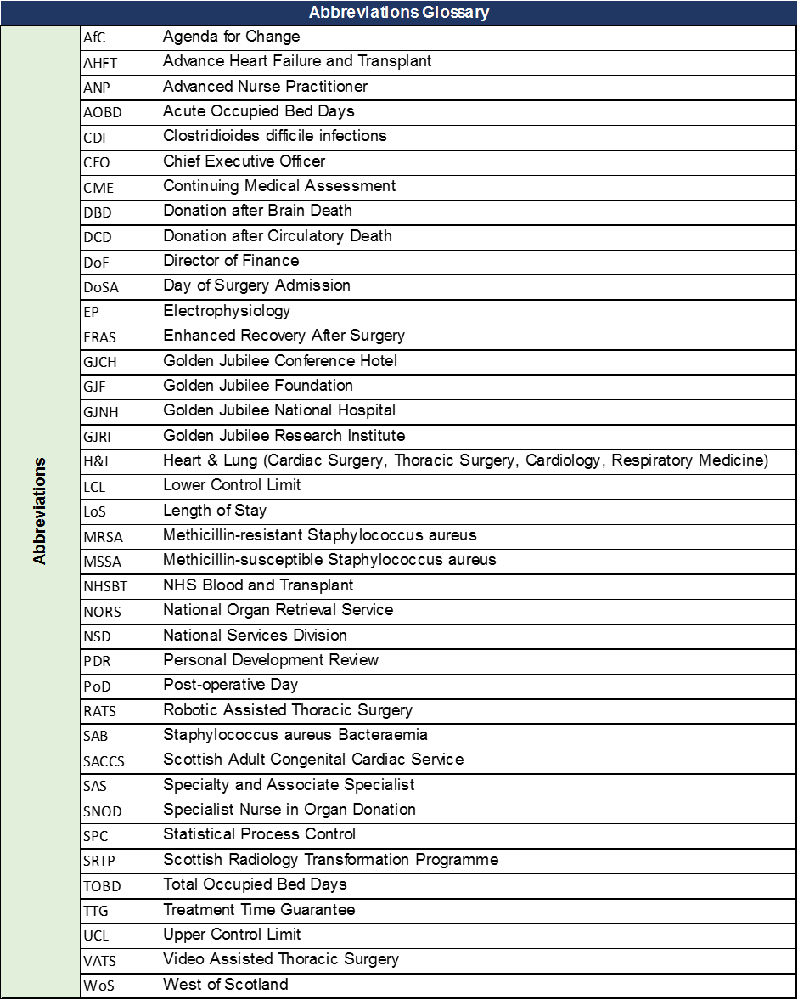 Abbreviations Glossary
Abbreviations
AfC Agenda for Change
AHFT Advance Heart Failure and Transplant
ANP Advanced Nurse Practitioner
AOBD Acute Occupied Bed Days
CDI Clostridioides difficile infections
CEO Chief Executive Officer
CME Continuing Medical Assessment
DBD Donation after Brain Death
DCD Donation after Circulatory Death
DoF Director of Finance
DoSA Day of Surgery Admission
EP Electrophysiology
ERAS Enhanced Recovery After Surgery
GJCH Golden Jubilee Conference Hotel
GJF Golden Jubilee Foundation
GJNH Golden Jubilee National Hospital
GJRI Golden Jubilee Research Institute
H&L Heart & Lung (Cardiac Surgery, Thoracic Surgery, Cardiology, Respiratory Medicine)
LCL Lower Control Limit
LoS Length of Stay
MRSA Methicillin-resistant Staphylococcus aureus
MSSA Methicillin-susceptible Staphylococcus aureus
NHSBT NHS Blood and Transplant
NORS National Organ Retrieval Service
NSD National Services Division
PDR Personal Development Review
PoD Post-operative Day
RATS Robotic Assisted Thoracic Surgery
SAB Staphylococcus aureus Bacteraemia
SACCS Scottish Adult Congenital Cardiac Service
SAS Specialty and Associate Specialist
SNOD Specialist Nurse in Organ Donation
SPC Statistical Process Control
SRTP Scottish Radiology Transformation Programme
TOBD Total Occupied Bed Days
TTG Treatment Time Guarantee
UCL Upper Control Limit
VATS Video Assisted Thoracic Surgery
WoS West of Scotland